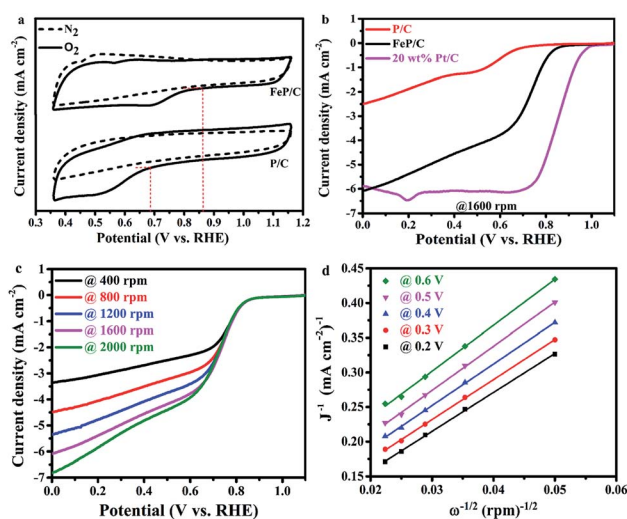 a
N2
O2
FeP/C
P/C
Current density (mA cm-2)
0.3 0.4 0.5 0.6 0.7 0.8 0.9 1.0 1.1 1.2
Potential (V vs. RHE)
b
P/C
FeP/C
20 wt% Pt/C
@1600 rpm
Current density (mA cm-2)
0
-1
-2
-3
-4
-5
-6
-7
0.0 0.2 0.4 0.6 0.8 1.0
Potential (V vs. RHE)
c
@ 400 rpm
@ 800 rpm
@ 1200 rpm
@ 1600 rpm
@ 2000 rpm
Current density (mA cm-2)
0
-1
-2
-3
-4
-5
-6
-7
0.0 0.2 0.4 0.6 0.8 1.0
Potential (V vs. RHE)
d
@ 0.6 V
@ 0.5 V
@ 0.4 V
@ 0.3 V
@ 0.2 V
J-1 (mA cm-2)-1
0.45
0.40
0.35
0.30
0.25
0.20
0.15
0.02 0.03 0.04 0.05 0.06
ω-1/2 (rpm)-1/2